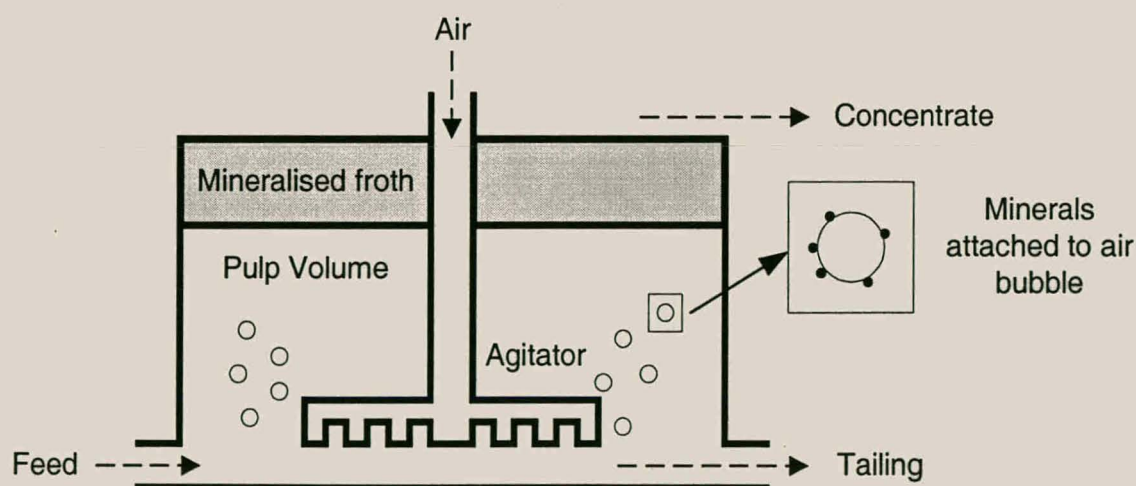 Air
Concentrate
Mineralised froth
Minerals
attached to air
bubble
Pulp Volume
Agitator
Feed
Tailing